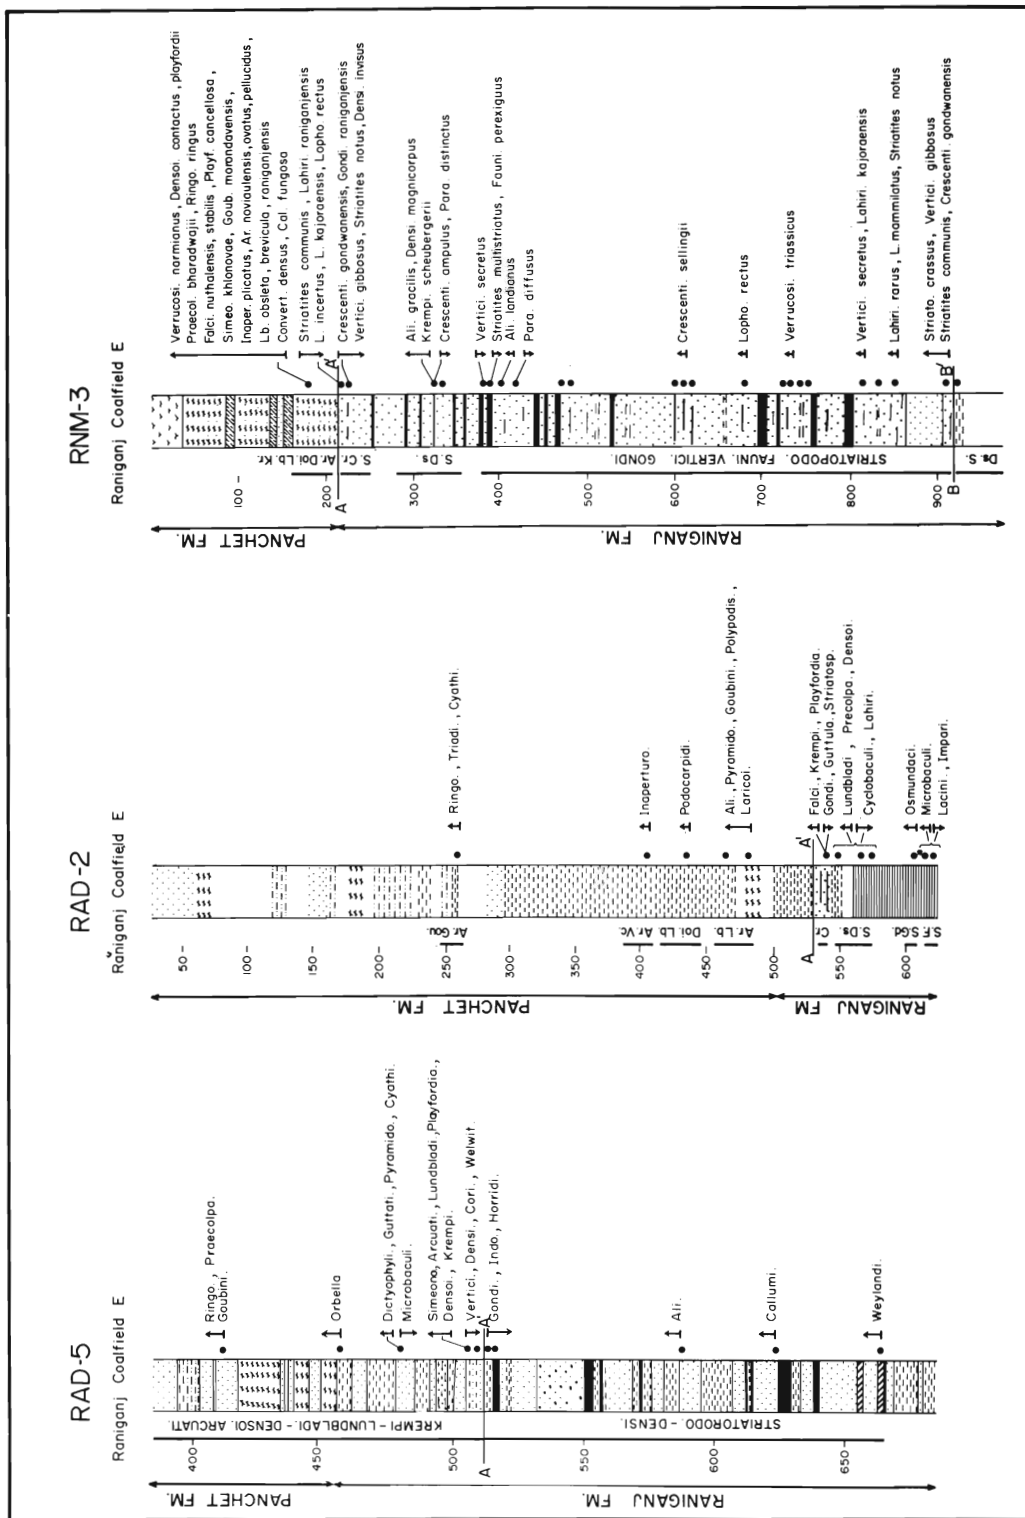 RAD-5
Raniganj Coalfield E
PANCHET FM.
RANIGANJ FM.
400
450
500
550
600
650
KREMPI-LUNDBLADI.-DENSOI. ARCUATI.
STRIATORODO - DENSI.
A
A'
Ringo., Praecolpa.
Goubini.
Orbella
Dictyophyli., Guttati., Pyramido., Cyathi.
Microbaculi.
Simeono, Arcuati., Lundbladi., Playfordia.,
Densoi., Krempi.
Vertici., Densi., Cori., Welwit.
Gondi., Indo., Horridi.
Ali.
Callumi.
Weylandi.
RAD-2
Raniganj Coalfield E
PANCHET FM.
RANIGANJ FM
50-
100-
150-
200-
250-
300-
350-
400-
450-
500-
550
600
Ar. Gou.
Ar. Vc.
Doi. Lb
Ar. Lb.
Cr.
S. Ds.
S. Gd.
S. F.
A
A'
Ringo., Triadi., Cyathi.
Inaperturo.
Podocarpidi.
Ali., Pyramido., Goubini., Polypodis.,
Laricoi.
Falci., Krempi., Playfordia.
Gondi., Guttula., Striatosp.
Lundbladi., Precolpa., Densoi.
Cyclobaculi., Lahiri.
Osmundaci.
Microbaculi.
Lacini., Impari.
RNM-3
Raniganj Coalfield E
PANCHET FM.
RANIGANJ FM.
100-
200-
300
400
500
600
700
800
900
Ar. Doi. Lb. Kr.
S. Cr.
S. Ds.
STRIATOPODO. FAUNI. VERTICI. GONDI.
Ds. S.
A
A'
B
B'
Verrucosi. narmianus, Densoi. contactus, playfordii
Praecol. bharadwajii, Ringo. ringus
Falci. nuthalensis, stabilis, Playf. cancellosa,
Simeo. khlonovae, Goub. morondavensis,
Inaper. plicatus, Ar. noviaulensis, ovatus, pellucidus,
Lb. obsleta, brevicula, raniganjensis
Convert. densus, Cal. fungosa
Striatites communis, Lahiri. raniganjensis
L. incertus, L. kajoraensis, Lopho rectus
Crescenti. gondwanensis, Gondi. raniganjensis
Vertici. gibbosus, Striatites notus, Densi. invisus
Ali. gracilis, Densi. magnicorpus
Krempi. scheubergerii
Crescenti. ampulus, Para. distinctus
Vertici. secretus
Striatites multistriatus, Fauni. perexiguus
Ali. landianus
Para. diffusus
Crescenti. sellingii
Lopho. rectus
Verrucosi. triassicus
Vertici. secretus, Lahiri. kajoraensis
Lahiri. rarus, L. mammilatus, Striatites notus
Striato. crassus, Vertici. gibbosus
Striatites communis, Crescenti. gondwanensis